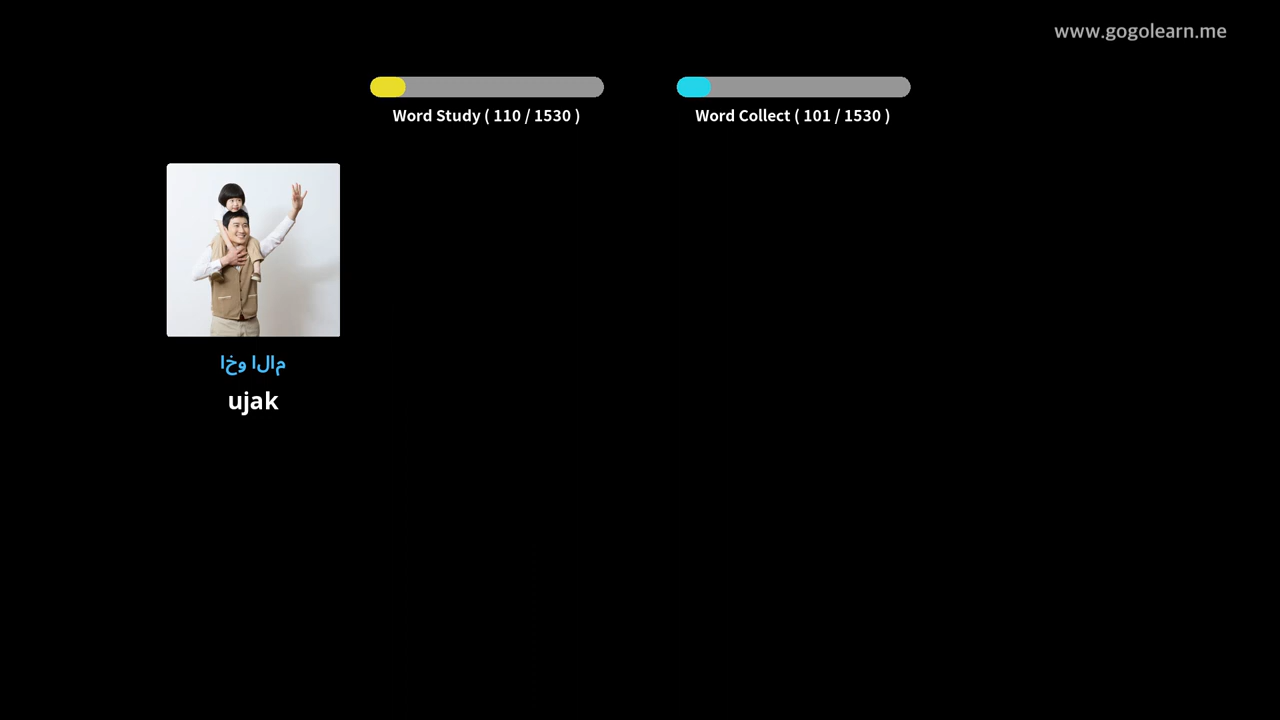 www.gogolearn.me
Word Study ( 110 / 1530 )
Word Collect ( 101 / 1530 )
اخو الام
ujak